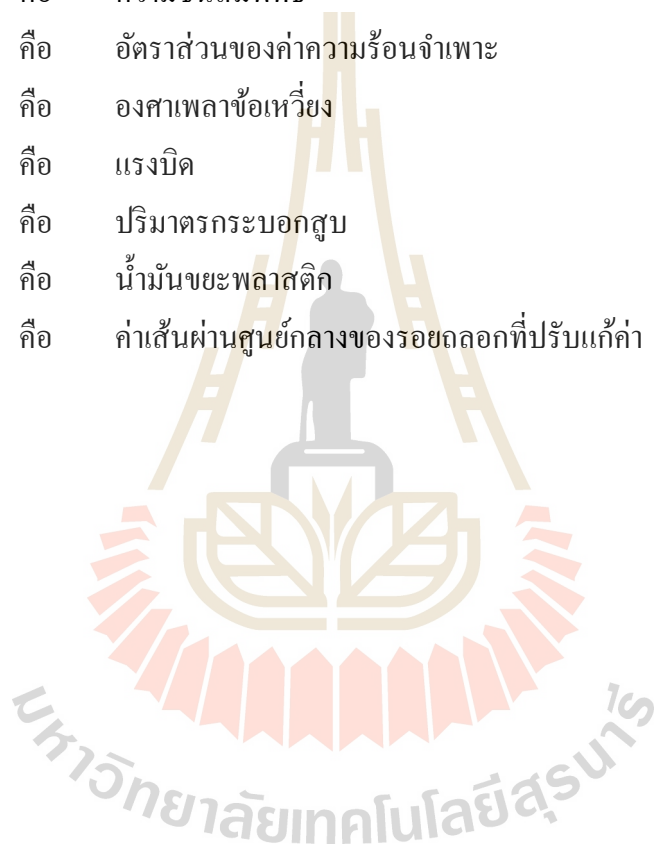 คือ อัตราส่วนของค่าความร้อนจำเพาะ
คือ องศาเพลาข้อเหวี่ยง
คือ แรงบิด
คือ ปริมาตรกระบอกสูบ
คือ น้ำมันขยะพลาสติก
คือ ค่าเส้นผ่านศูนย์กลางของรอยถลอกที่ปรับแก้ค่า
มหาวิทยาลัยเทคโนโลยีสุรนารี